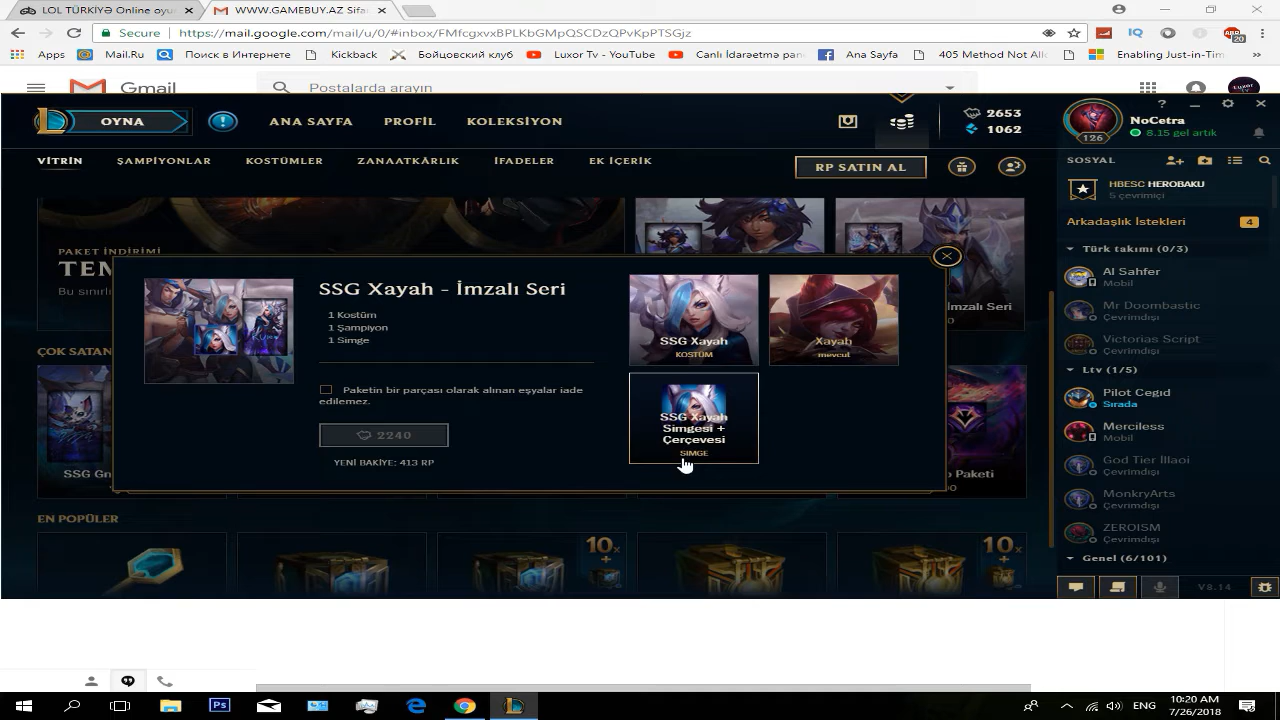 LOL TÜRKİYƏ Online oyu
WWW.GAMEBUY.AZ Sifa
Secure
https://mail.google.com/mail/u/0/#inbox/FMfcgxvxBPLKbGMpQSCDzQPvKpPTSGjz
IQ
20
Apps
Mail.Ru
Поиск в Интернете
Kickback
Бойцовский клуб
Luxor Tv - YouTube
Canlı İdarəetmə pan
Ana Sayfa
405 Method Not Allo
Enabling Just-in-Tim
»
Gmail
Postalarda arayın
OYNA
ANA SAYFA
PROFİL
KOLEKSİYON
2653
1062
126
NoCetra
8.15 gel artık
VİTRİN
ŞAMPİYONLAR
KOSTÜMLER
ZANAATKÂRLIK
İFADELER
EK İÇERİK
RP SATIN AL
SOSYAL
HBESC HEROBAKU
5 çevrimiçi
Arkadaşlık İstekleri
4
Türk takımı (0/3)
Al Sahfer
Mobil
Mr Doombastic
Çevrimdışı
Victorias Script
Çevrimdışı
Ltv (1/5)
Pilot Cegıd
Sırada
Merciless
Mobil
God Tier İllaoi
Çevrimdışı
MonkryArts
Çevrimdışı
ZEROISM
Çevrimdışı
Genel (6/101)
V8.14
PAKET İNDİRİMİ
TEM
Bu sınırlı
SSG Xayah - İmzalı Seri
1 Kostüm
1 Şampiyon
1 Simge
Paketin bir parçası olarak alınan eşyalar iade
edilemez.
2240
YENİ BAKİYE: 413 RP
SSG Xayah
KOSTÜM
Xayah
mevcut
SSG Xayah
Simgesi +
Çerçevesi
SİMGE
İmzalı Seri
ÇOK SATAN
SSG Gn
Paketi
EN POPÜLER
10x
+
10x
+
ENG
10:20 AM
7/26/2018